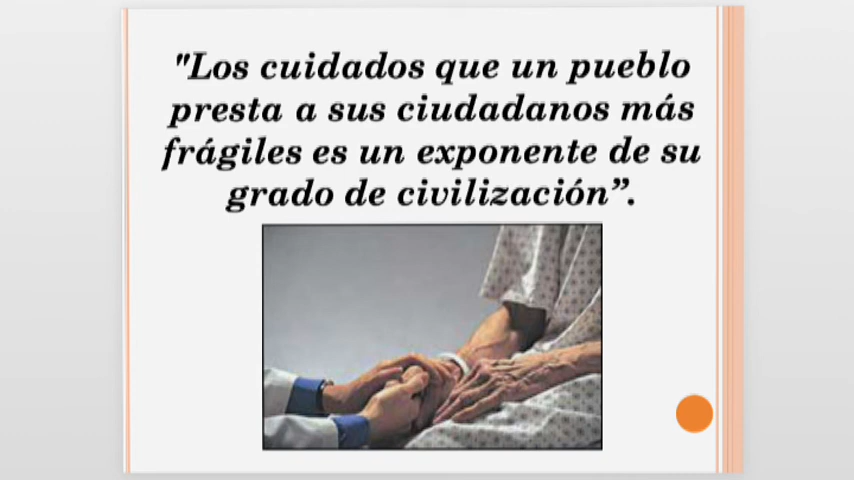 "Los cuidados que un pueblo
presta a sus ciudadanos más
frágiles es un exponente de su
grado de civilización”.